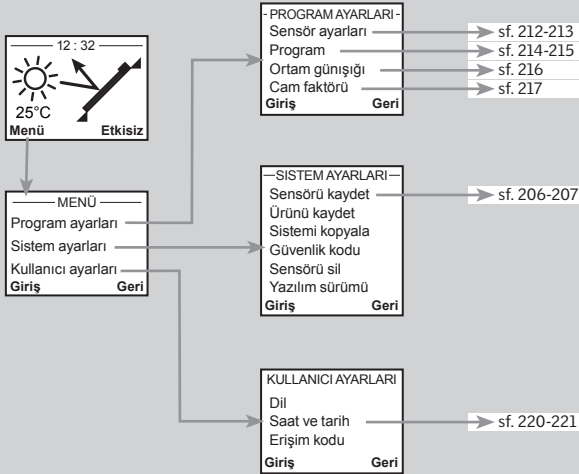 12 : 32
25°C
Menü Etkisiz
MENÜ
Program ayarları
Sistem ayarları
Kullanıcı ayarları
Giriş Geri
PROGRAM AYARLARI
Sensör ayarları sf. 212-213
Program sf. 214-215
Ortam günışığı sf. 216
Cam faktörü sf. 217
Giriş Geri
SISTEM AYARLARI
Sensörü kaydet sf. 206-207
Ürünü kaydet
Sistemi kopyala
Güvenlik kodu
Sensörü sil
Yazılım sürümü
Giriş Geri
KULLANICI AYARLARI
Dil
Saat ve tarih sf. 220-221
Erişim kodu
Giriş Geri